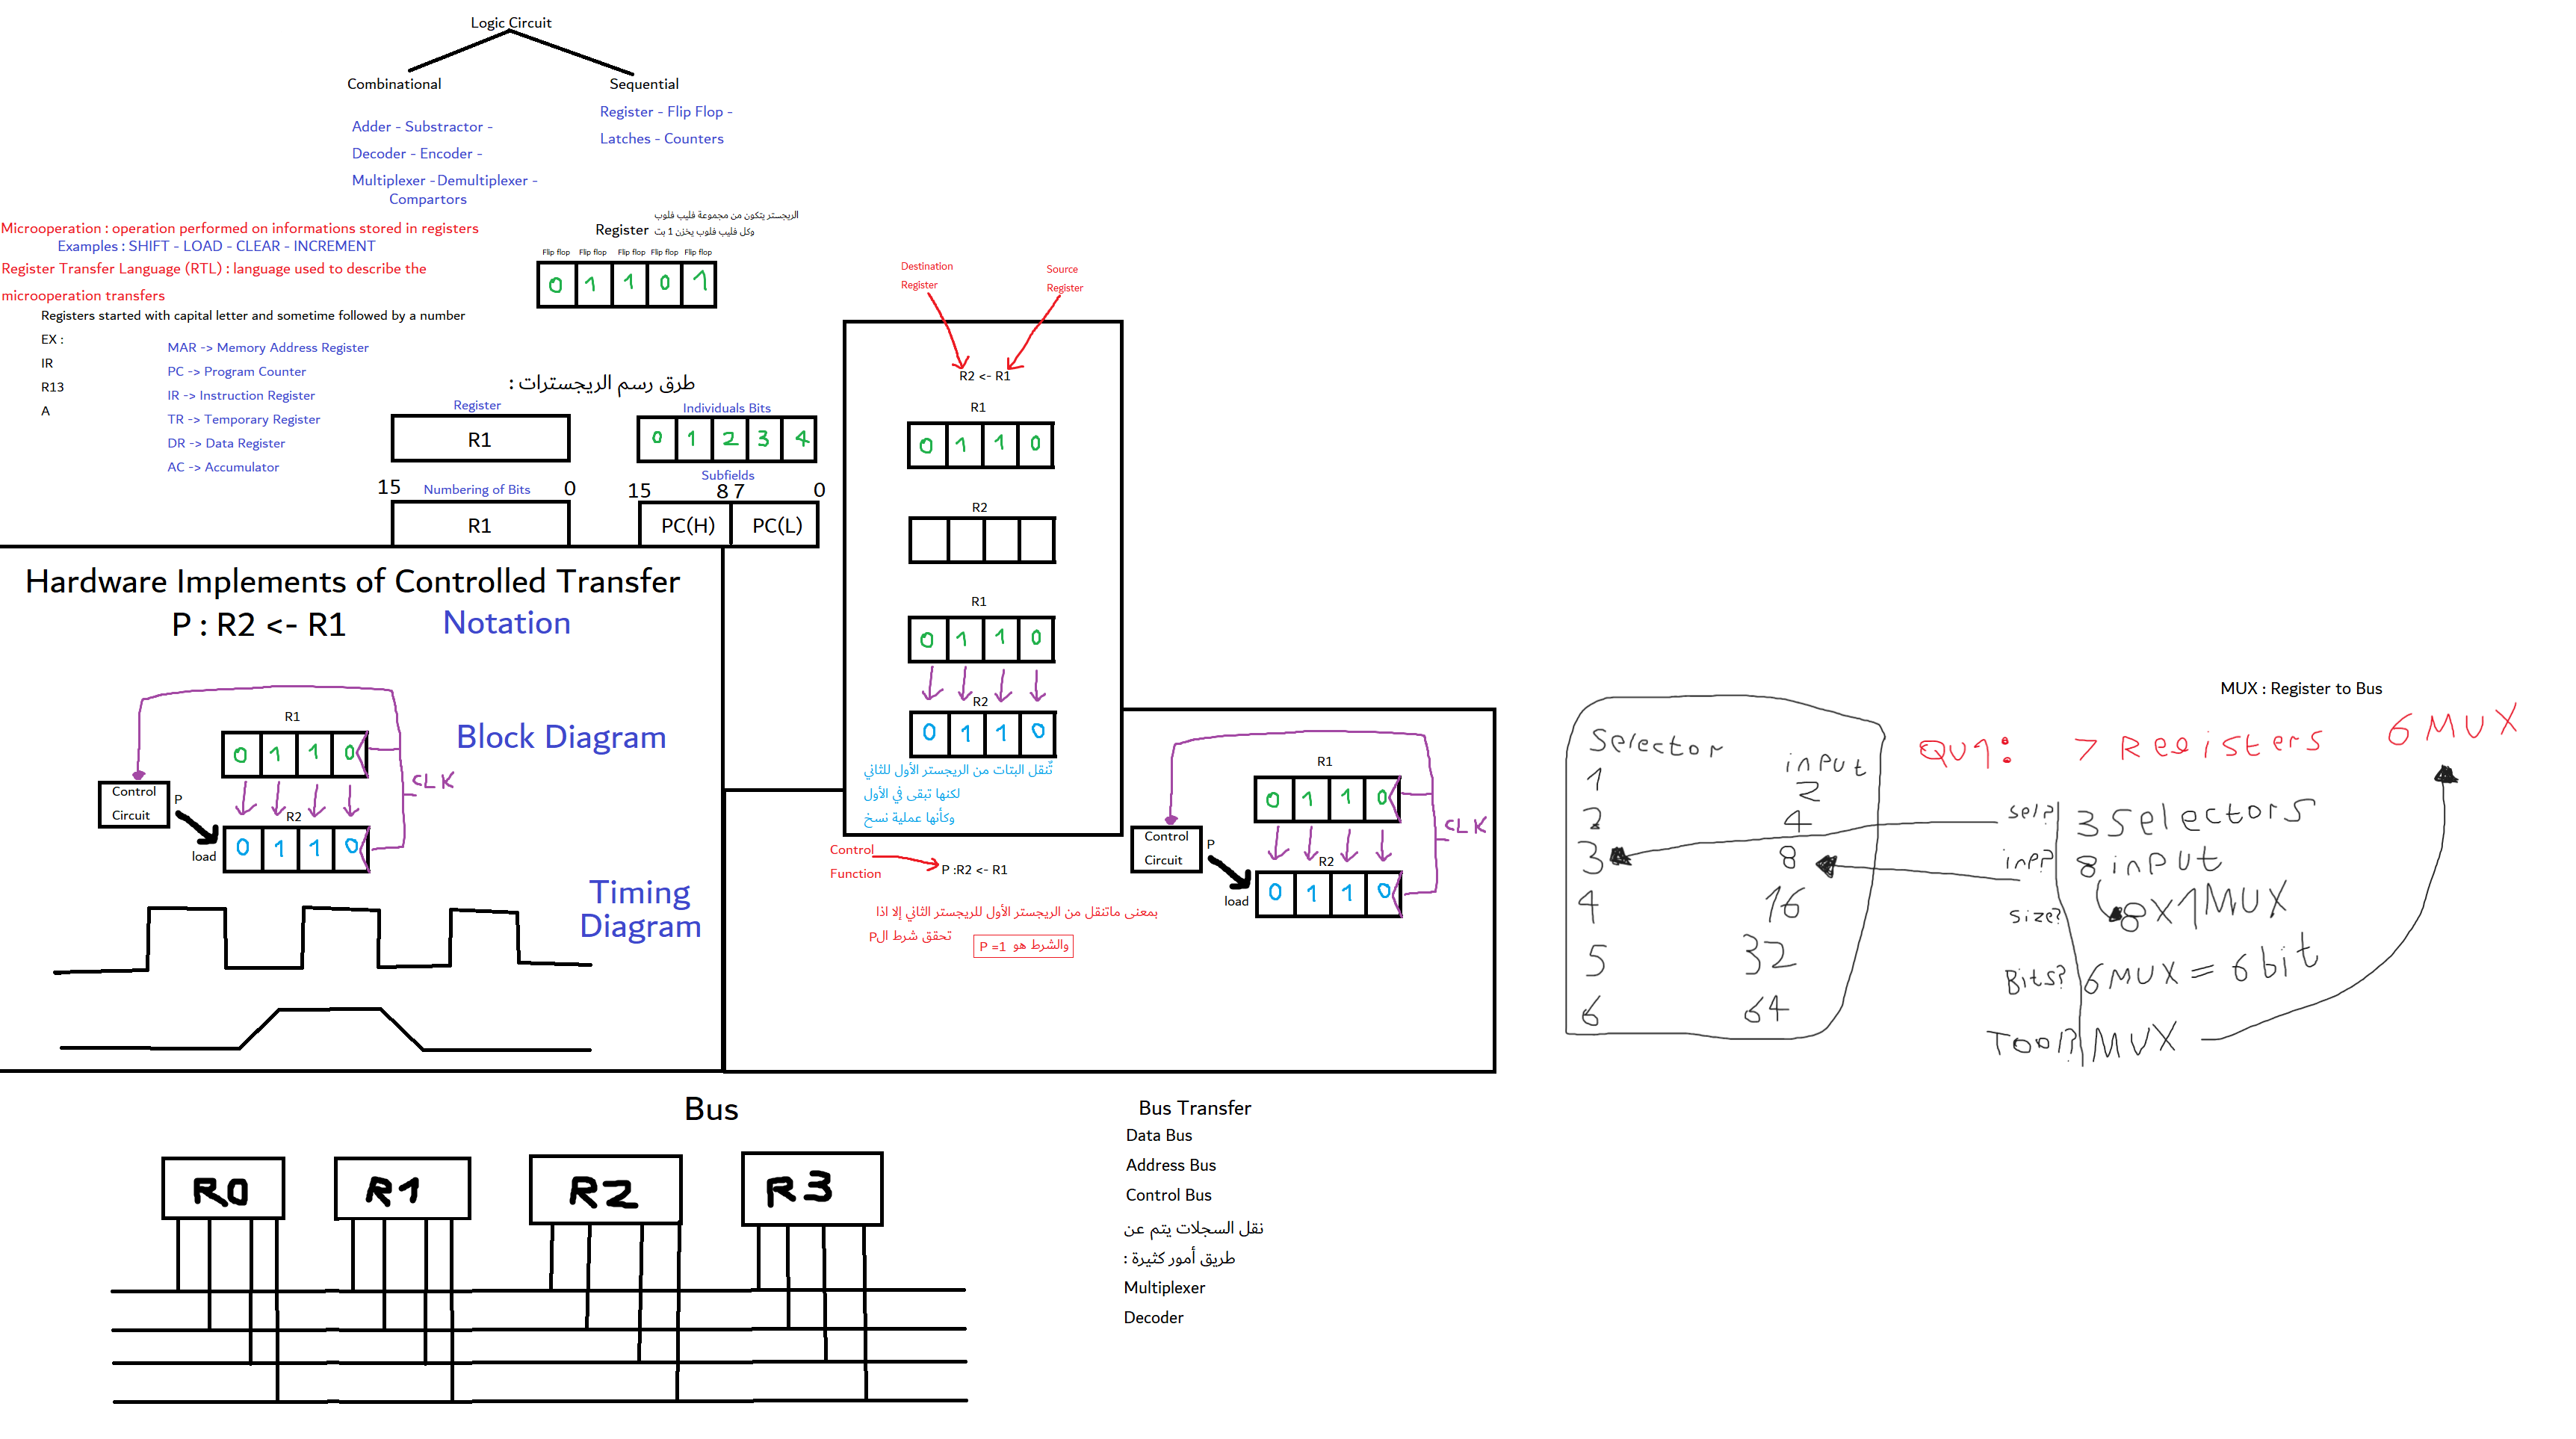 Logic Circuit
Combinational
Sequential
Adder - Substractor -
Decoder - Encoder -
Multiplexer - Demultiplexer -
Compartors
Register - Flip Flop -
Latches - Counters
Microoperation : operation performed on informations stored in registers
Examples : SHIFT - LOAD - CLEAR - INCREMENT
Register Transfer Language (RTL) : language used to describe the
microoperation transfers
Registers started with capital letter and sometime followed by a number
EX :
IR
R13
A
MAR -> Memory Address Register
PC -> Program Counter
IR -> Instruction Register
TR -> Temporary Register
DR -> Data Register
AC -> Accumulator
الريجستر يتكون من مجموعة فليب فلوب
Register وكل فليب فلوب يخزن 1 بت
Flip flop Flip flop Flip flop Flip flop Flip flop
0 1 1 0 1
طرق رسم الريجسترات :
Register
R1
Individuals Bits
0 1 2 3 4
15 Numbering of Bits 0
R1
Subfields
15 8 7 0
PC(H) PC(L)
Destination
Register
Source
Register
R2 <- R1
R1
0 1 1 0
R2
R1
0 1 1 0
R2
0 1 1 0
تُنقل البتات من الريجستر الأول للثاني
لكنها تبقى في الأول
وكأنها عملية نسخ
Hardware Implements of Controlled Transfer
P : R2 <- R1
Notation
R1
0 1 1 0
Block Diagram
CLK
Control
Circuit
P
load
R2
0 1 1 0
Timing
Diagram
Control
Function
P :R2 <- R1
بمعنى ماتنقل من الريجستر الأول للريجستر الثاني إلا اذا
تحقق شرط الP
والشرط هو P =1
R1
0 1 1 0
CLK
Control
Circuit
P
load
R2
0 1 1 0
Bus
R0 R1 R2 R3
Bus Transfer
Data Bus
Address Bus
Control Bus
نقل السجلات يتم عن
طريق أمور كثيرة :
Multiplexer
Decoder
MUX : Register to Bus
Selector input
1 2
2 4
3 8
4 16
5 32
6 64
QU1: 7 Registers 6 MUX
sel? 3 Selectors
inp? 8 input
size? 8x1 MUX
Bits? 6 MUX = 6 bit
Tool? MUX